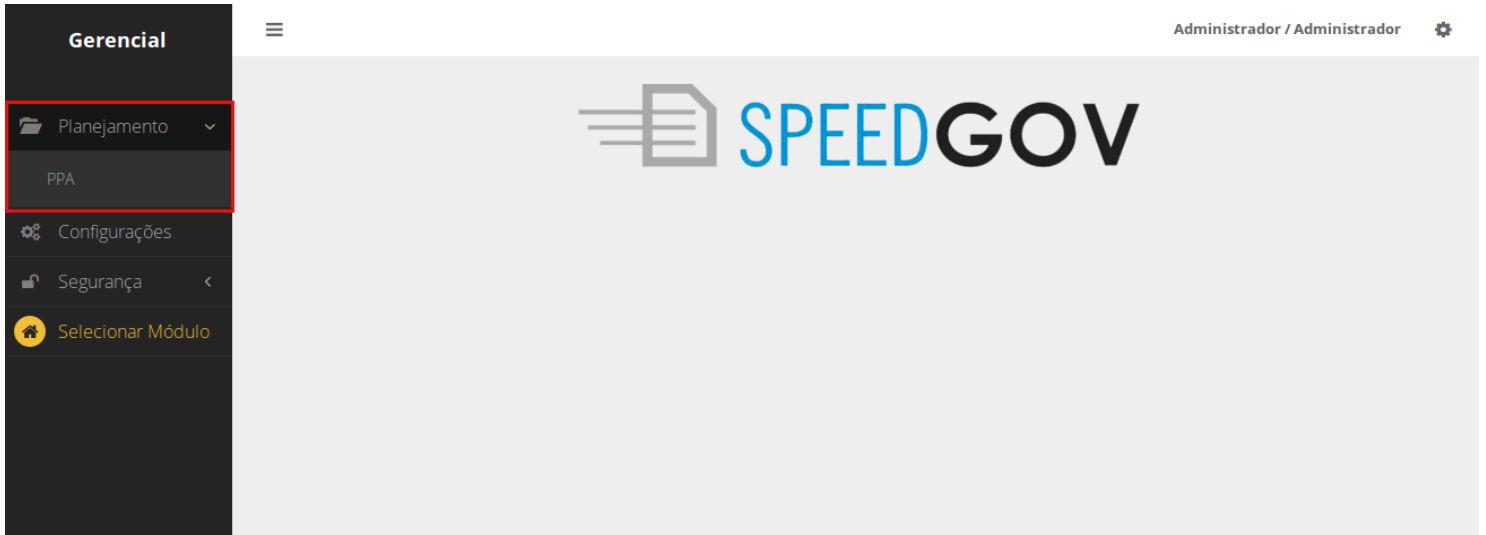 Gerencial
Administrador / Administrador
SPEEDGOV
Planejamento
PPA
Configurações
Segurança
Selecionar Módulo